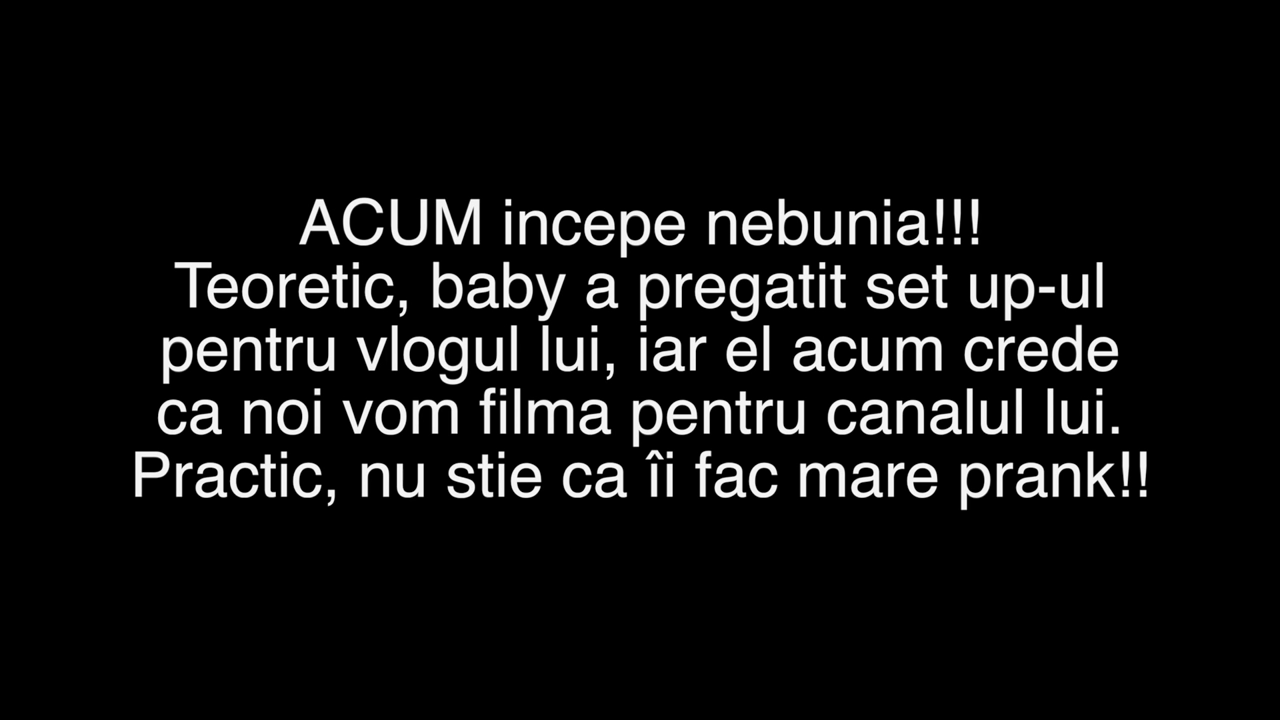 ACUM incepe nebunia!!!
Teoretic, baby a pregatit set up-ul
pentru vlogul lui, iar el acum crede
ca noi vom filma pentru canalul lui.
Practic, nu stie ca îi fac mare prank!!